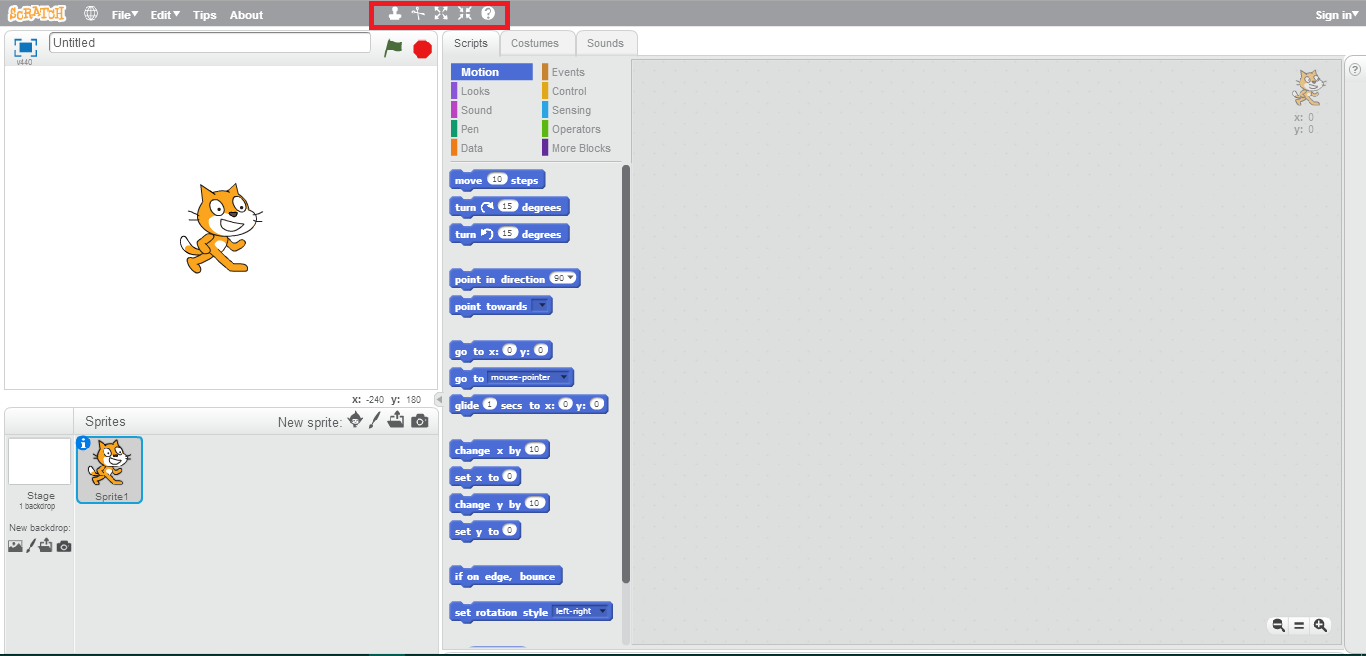 SCRATCH File▾ Edit▾ Tips About ? Sign in▾
v440
Untitled
Scripts Costumes Sounds
Motion Events
Looks Control
Sound Sensing
Pen Operators
Data More Blocks
x: 0
y: 0
?
move 10 steps
turn 15 degrees
turn 15 degrees
point in direction 90▾
point towards
go to x: 0 y: 0
go to mouse-pointer
glide 1 secs to x: 0 y: 0
change x by 10
set x to 0
change y by 10
set y to 0
if on edge, bounce
set rotation style left-right
x: -240 y: 180
Sprites New sprite:
i
Sprite1
Stage
1 backdrop
New backdrop: